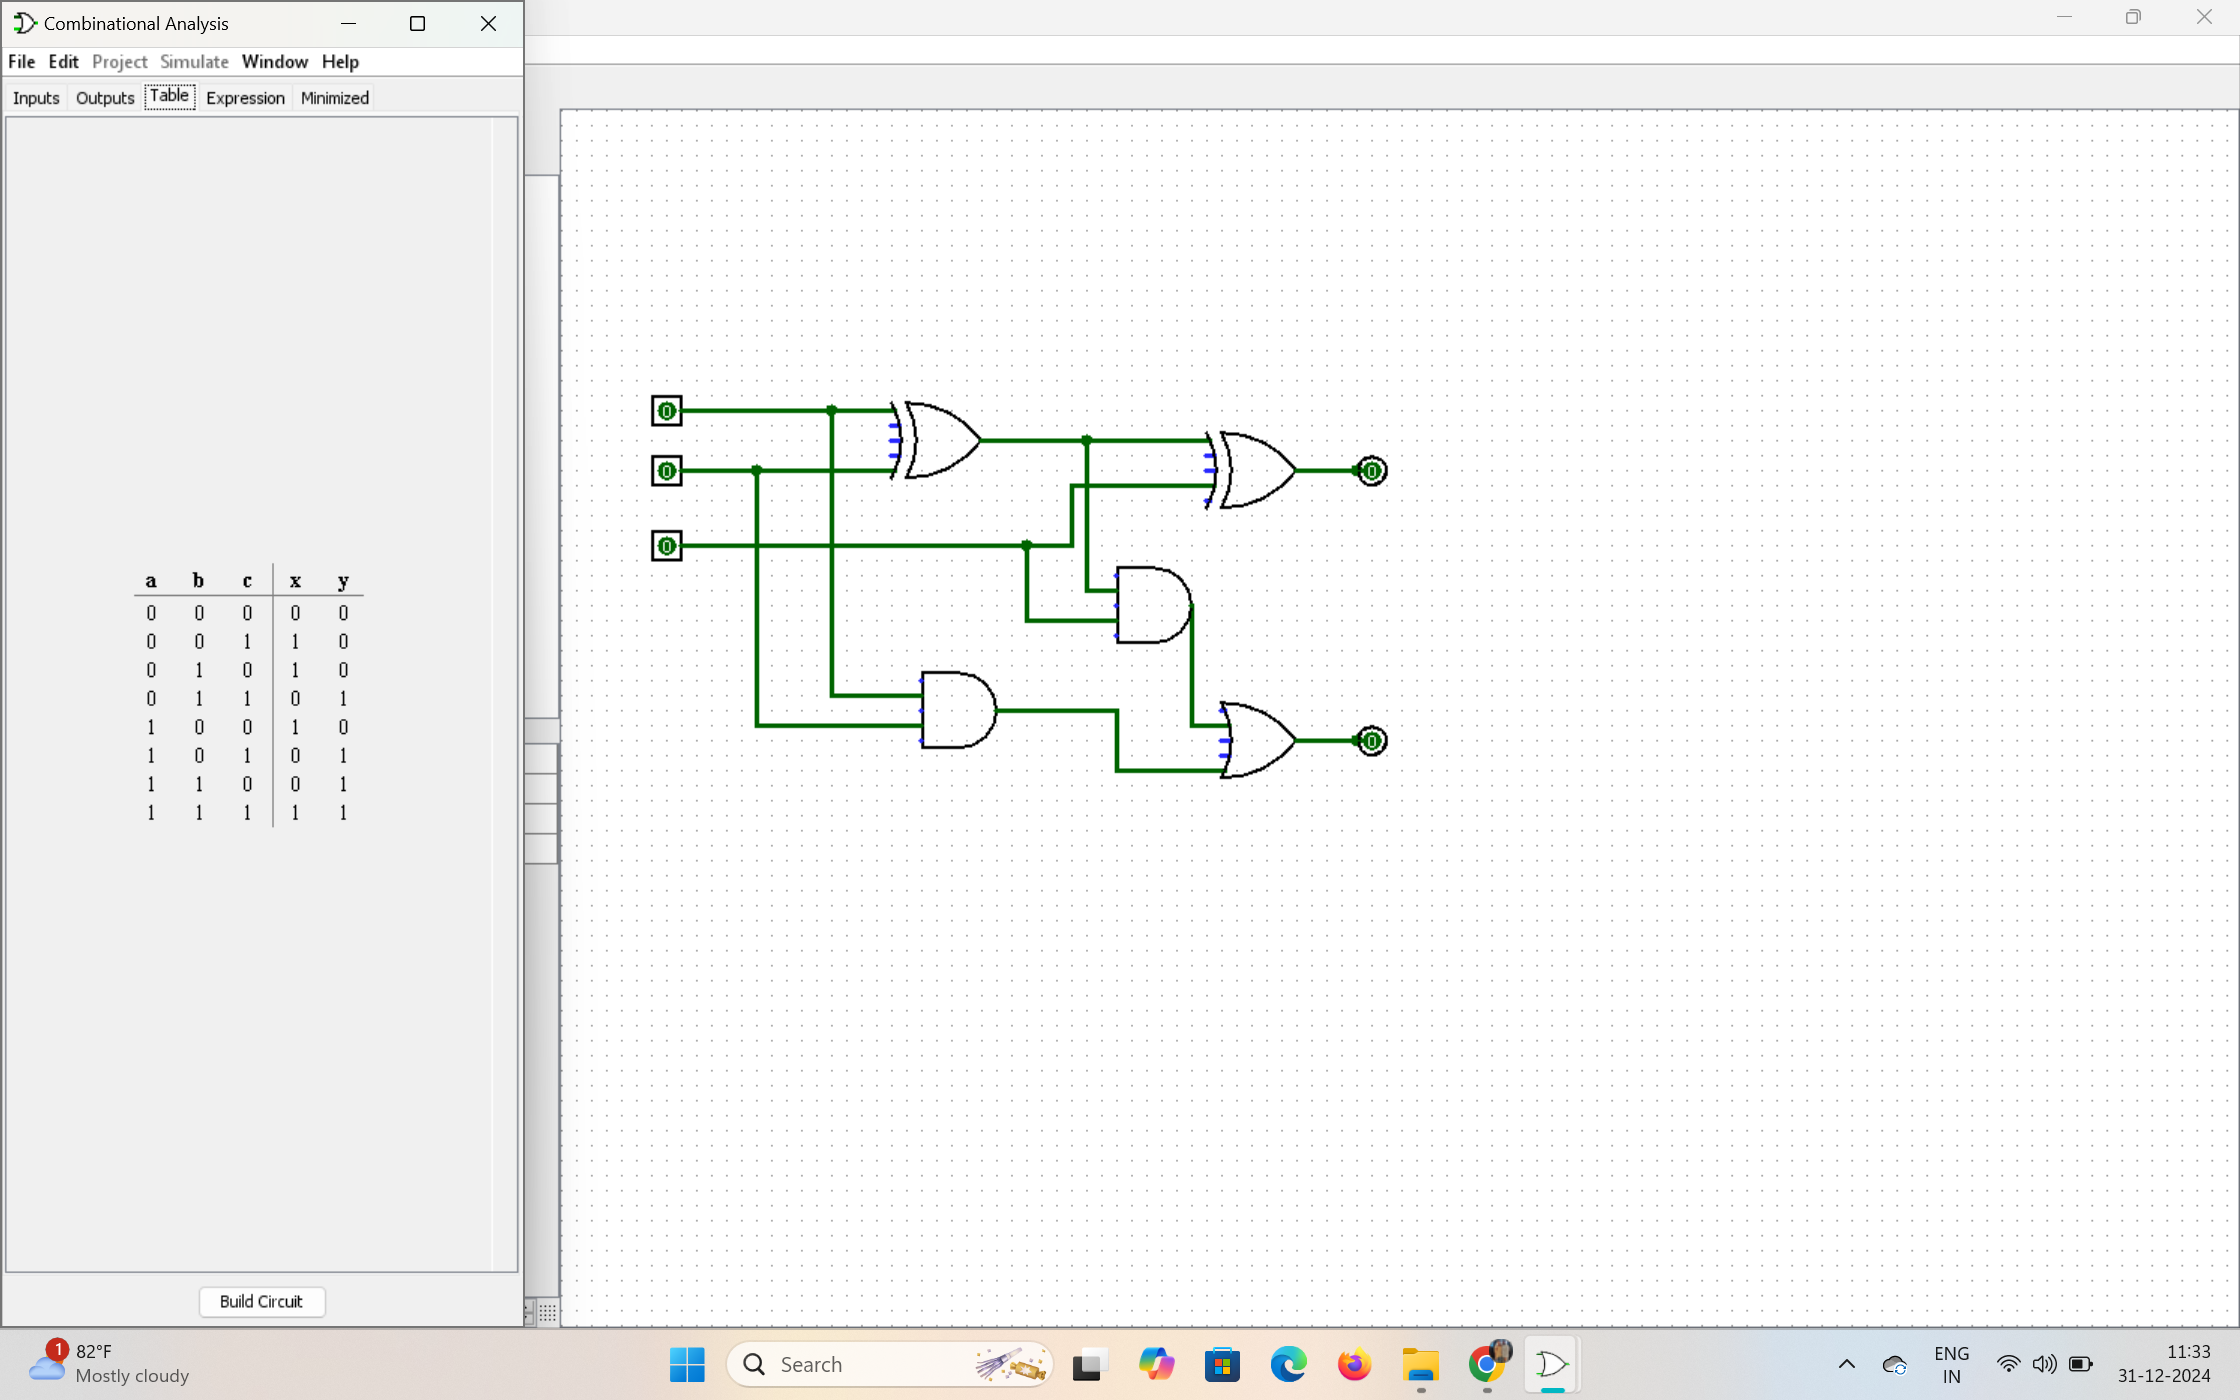 Combinational Analysis
File Edit Project Simulate Window Help
Inputs Outputs Table Expression Minimized
a b c x y
0 0 0 0 0
0 0 1 1 0
0 1 0 1 0
0 1 1 0 1
1 0 0 1 0
1 0 1 0 1
1 1 0 0 1
1 1 1 1 1
Build Circuit
0
0
0
0
0
1
82°F
Mostly cloudy
Search
ENG
IN
11:33
31-12-2024